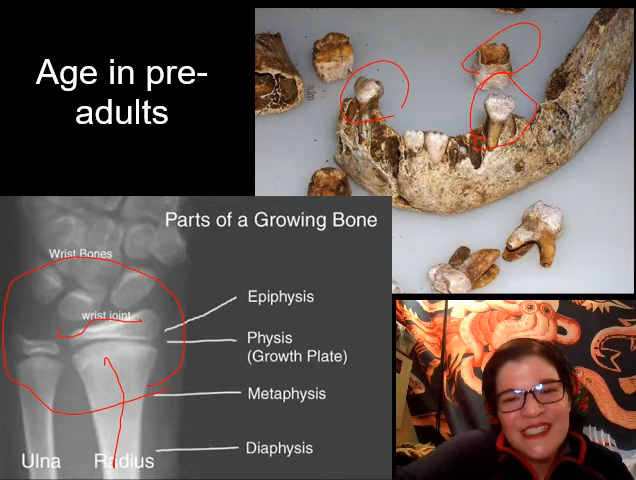 Age in pre-
adults
Parts of a Growing Bone
Wrist Bones
wrist joint
Epiphysis
Physis
(Growth Plate)
Metaphysis
Diaphysis
Ulna
Radius